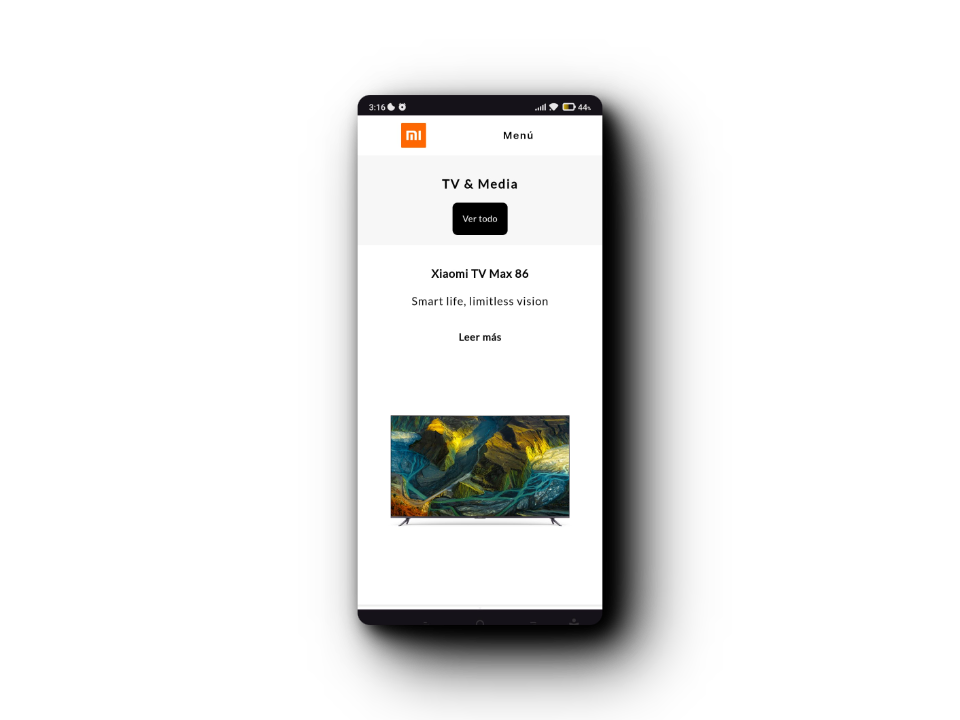 3:16
44%
mi
Menú
TV & Media
Ver todo
Xiaomi TV Max 86
Smart life, limitless vision
Leer más